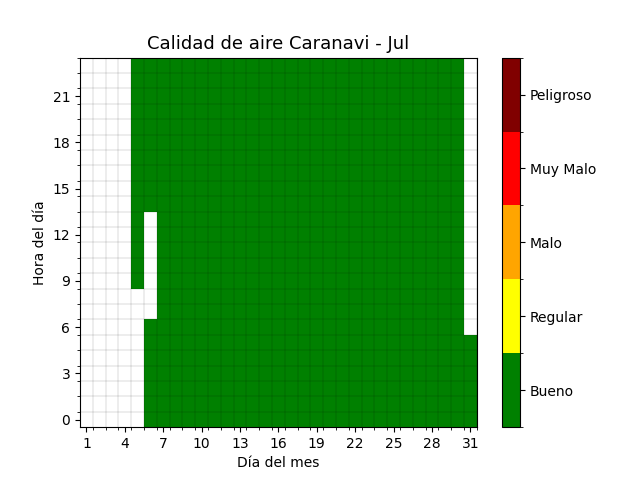 Calidad de aire Caranavi - Jul
Hora del día
21
18
15
12
9
6
3
0
1 4 7 10 13 16 19 22 25 28 31
Día del mes
Peligroso
Muy Malo
Malo
Regular
Bueno